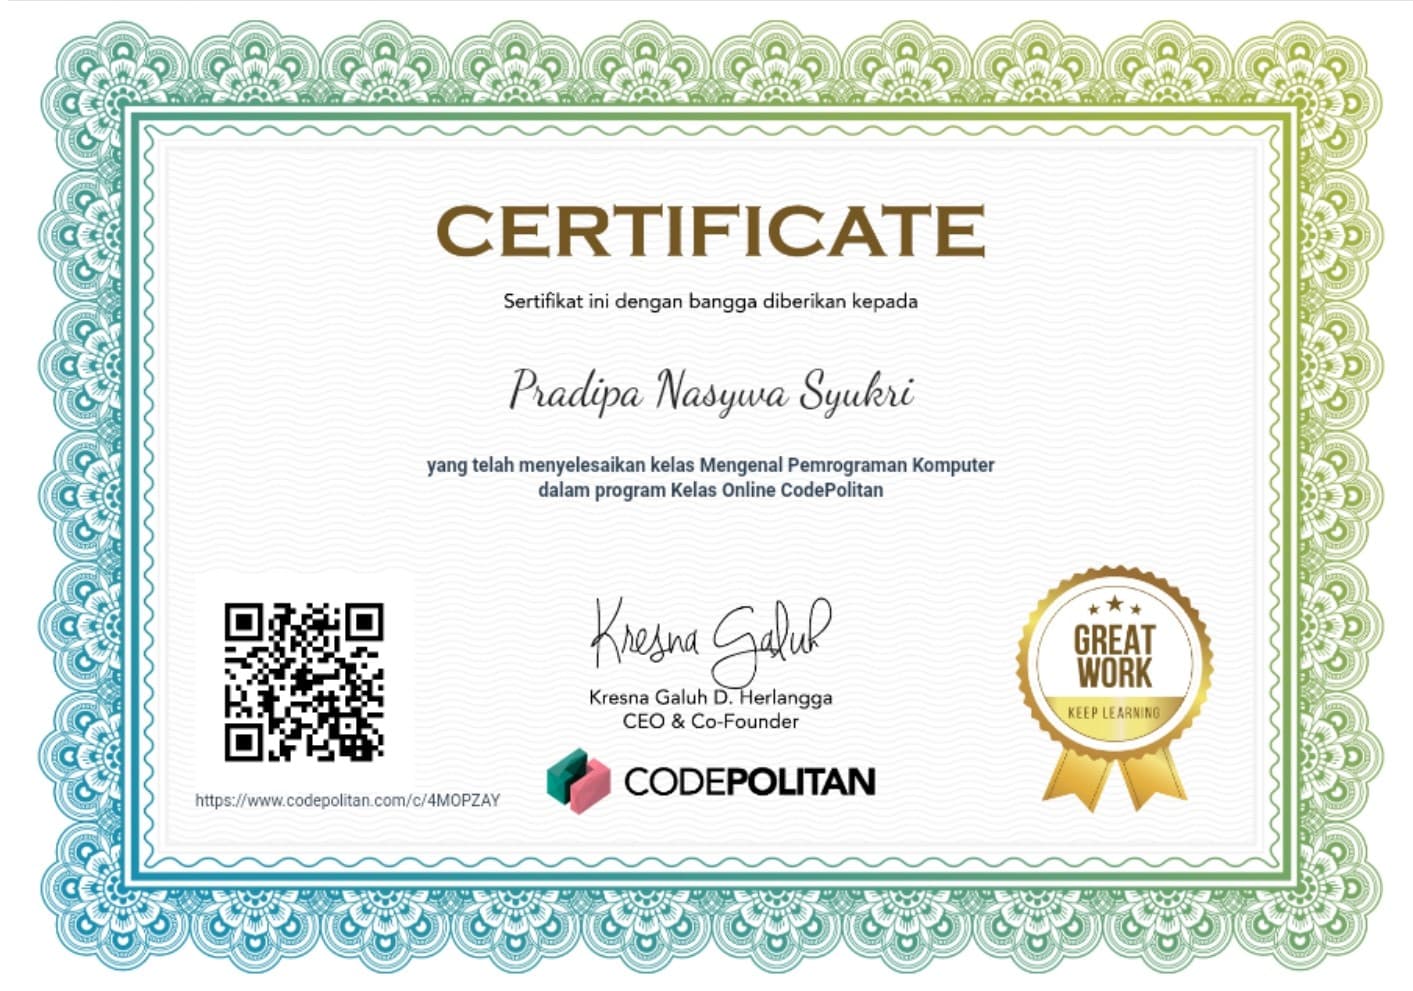 CERTIFICATE
Sertifikat ini dengan bangga diberikan kepada
Pradipa Nasywa Syukri
yang telah menyelesaikan kelas Mengenal Pemrograman Komputer
dalam program Kelas Online CodePolitan
Kresna Galuh
Kresna Galuh D. Herlangga
CEO & Co-Founder
CODEPOLITAN
https://www.codepolitan.com/c/4MOPZAY
GREAT
WORK
KEEP LEARNING